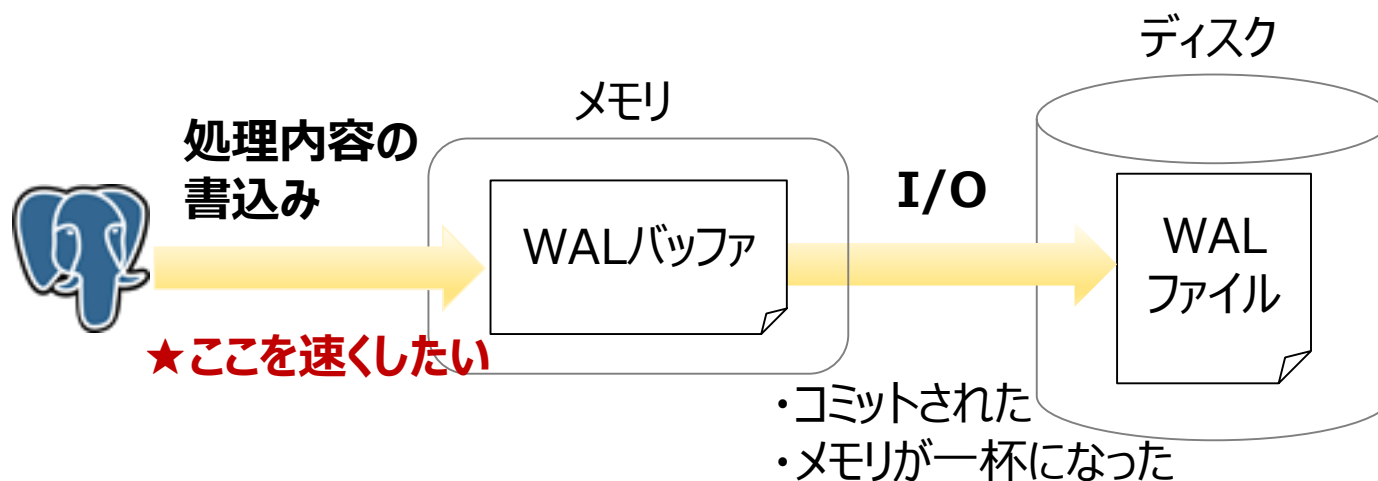 ディスク
メモリ
処理内容の
書込み
WALバッファ
I/O
WAL
ファイル
★ここを速くしたい
・コミットされた
・メモリが一杯になった